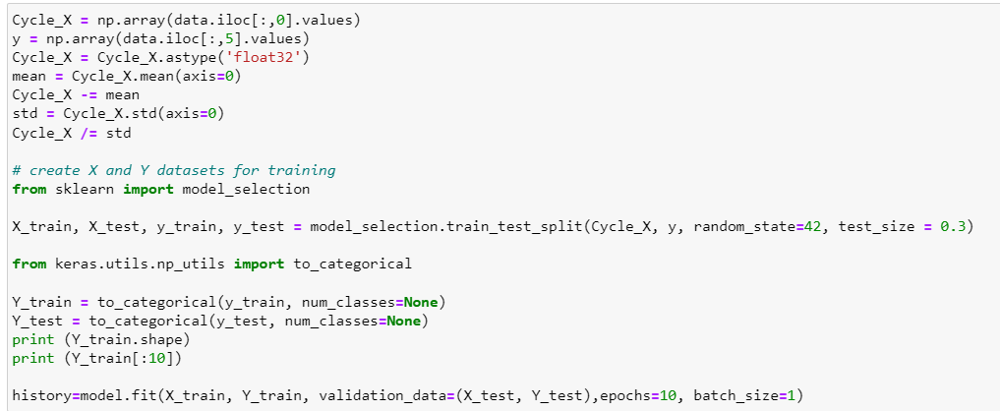 Cycle_X = np.array(data.iloc[:,0].values)
y = np.array(data.iloc[:,5].values)
Cycle_X = Cycle_X.astype('float32')
mean = Cycle_X.mean(axis=0)
Cycle_X -= mean
std = Cycle_X.std(axis=0)
Cycle_X /= std
# create X and Y datasets for training
from sklearn import model_selection
X_train, X_test, y_train, y_test = model_selection.train_test_split(Cycle_X, y, random_state=42, test_size = 0.3)
from keras.utils.np_utils import to_categorical
Y_train = to_categorical(y_train, num_classes=None)
Y_test = to_categorical(y_test, num_classes=None)
print (Y_train.shape)
print (Y_train[:10])
history=model.fit(X_train, Y_train, validation_data=(X_test, Y_test),epochs=10, batch_size=1)